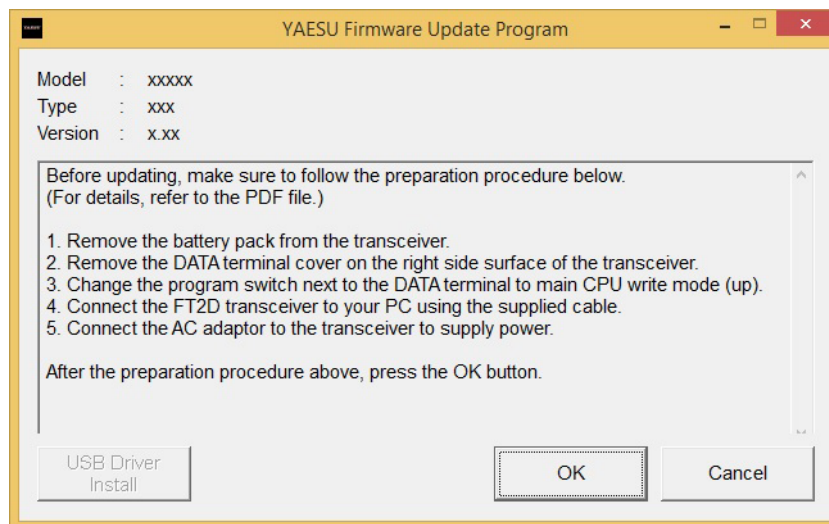 YAESU
YAESU Firmware Update Program
Model : xxxxx
Type : xxx
Version : x.xx
Before updating, make sure to follow the preparation procedure below.
(For details, refer to the PDF file.)
1. Remove the battery pack from the transceiver.
2. Remove the DATA terminal cover on the right side surface of the transceiver.
3. Change the program switch next to the DATA terminal to main CPU write mode (up).
4. Connect the FT2D transceiver to your PC using the supplied cable.
5. Connect the AC adaptor to the transceiver to supply power.
After the preparation procedure above, press the OK button.
USB Driver
Install
OK
Cancel